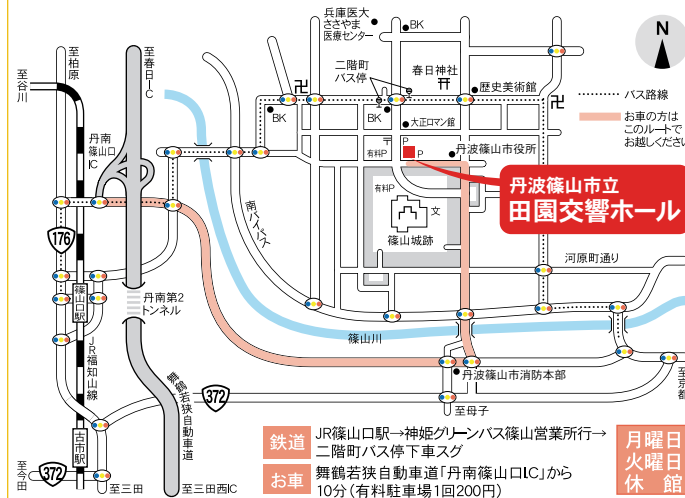 兵庫医大
ささやま
医療センター
BK
N
至柏原
至春日IC
至谷川
二階町
バス停
春日神社
卍
歴史美術館
卍
バス路線
お車の方は
このルートで
お越しください
BK
BK
大正ロマン館
丹南
篠山口
IC
〒
P
有料P
P
丹波篠山市役所
丹波篠山市立
田園交響ホール
有料P
文
篠山城跡
南バイパス
176
河原町通り
篠山口駅
丹南第2
トンネル
篠山川
JR福知山線
舞鶴若狭自動車道
372
丹波篠山市消防本部
至京都
至母子
古市駅
至今田
372
至三田
至三田西IC
鉄道
JR篠山口駅→神姫グリーンバス篠山営業所行→
二階町バス停下車スグ
お車
舞鶴若狭自動車道「丹南篠山口I.C」から
10分(有料駐車場1回200円)
月曜日
火曜日
休館